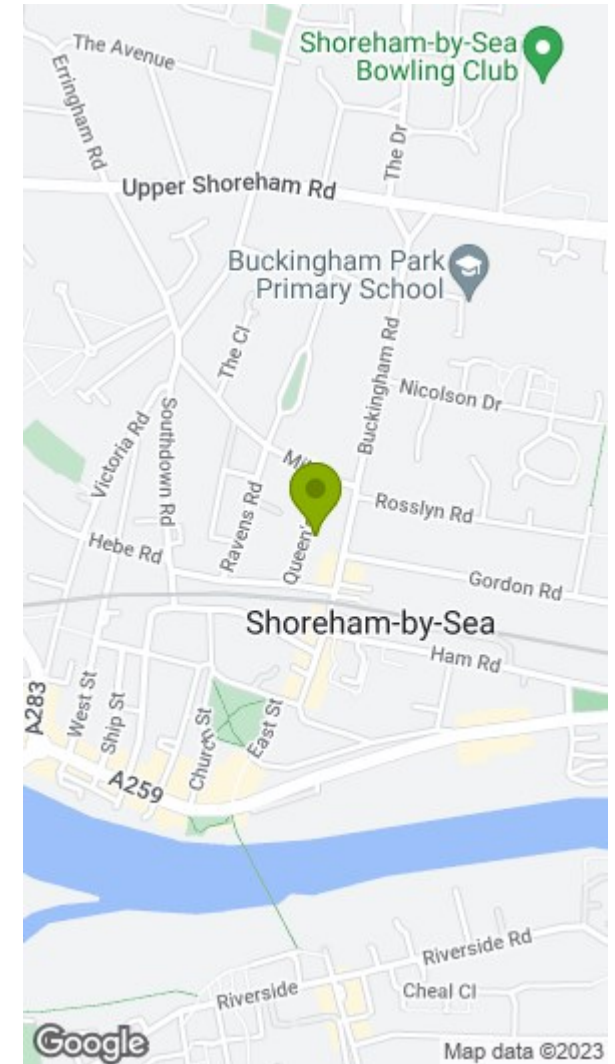 Shoreham-by-Sea
Bowling Club
The Avenue
Erringham Rd
The Dr
Upper Shoreham Rd
Buckingham Park
Primary School
The Cl
Buckingham Rd
Nicolson Dr
Victoria Rd
Southdown Rd
Ravens Rd
Rosslyn Rd
Hebe Rd
Queen'
Gordon Rd
Shoreham-by-Sea
Ham Rd
A283
West St
Ship St
Church St
East St
A259
Riverside Rd
Riverside
Cheal Cl
Google
Map data ©2023